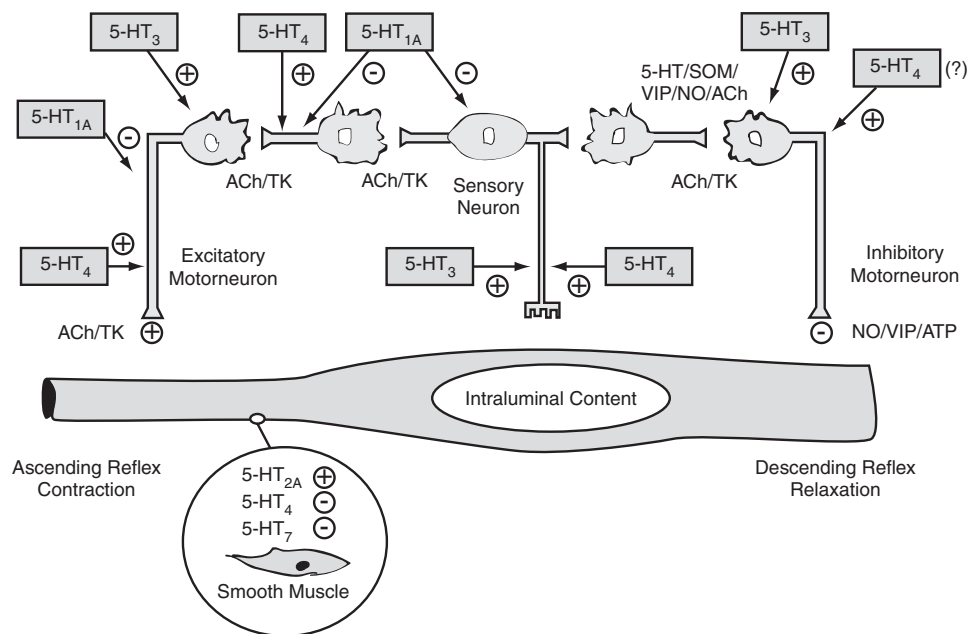 5-HT3
5-HT4
5-HT1A
5-HT3
5-HT4 (?)
5-HT/SOM/
VIP/NO/ACh
5-HT1A
+
+
-
-
+
+
-
ACh/TK
ACh/TK
Sensory
Neuron
ACh/TK
5-HT4
+
Excitatory
Motorneuron
5-HT3
+
+
5-HT4
Inhibitory
Motorneuron
ACh/TK
+
-
NO/VIP/ATP
Intraluminal Content
Ascending Reflex
Contraction
Descending Reflex
Relaxation
5-HT2A +
5-HT4 -
5-HT7 -
Smooth Muscle